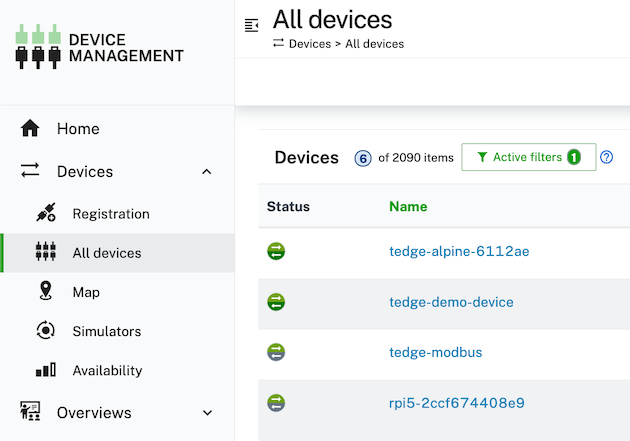 DEVICE
MANAGEMENT
All devices
Devices > All devices
Home
Devices
Registration
All devices
Map
Simulators
Availability
Overviews
Devices 6 of 2090 items Active filters 1 ?
Status Name
tedge-alpine-6112ae
tedge-demo-device
tedge-modbus
rpi5-2ccf674408e9